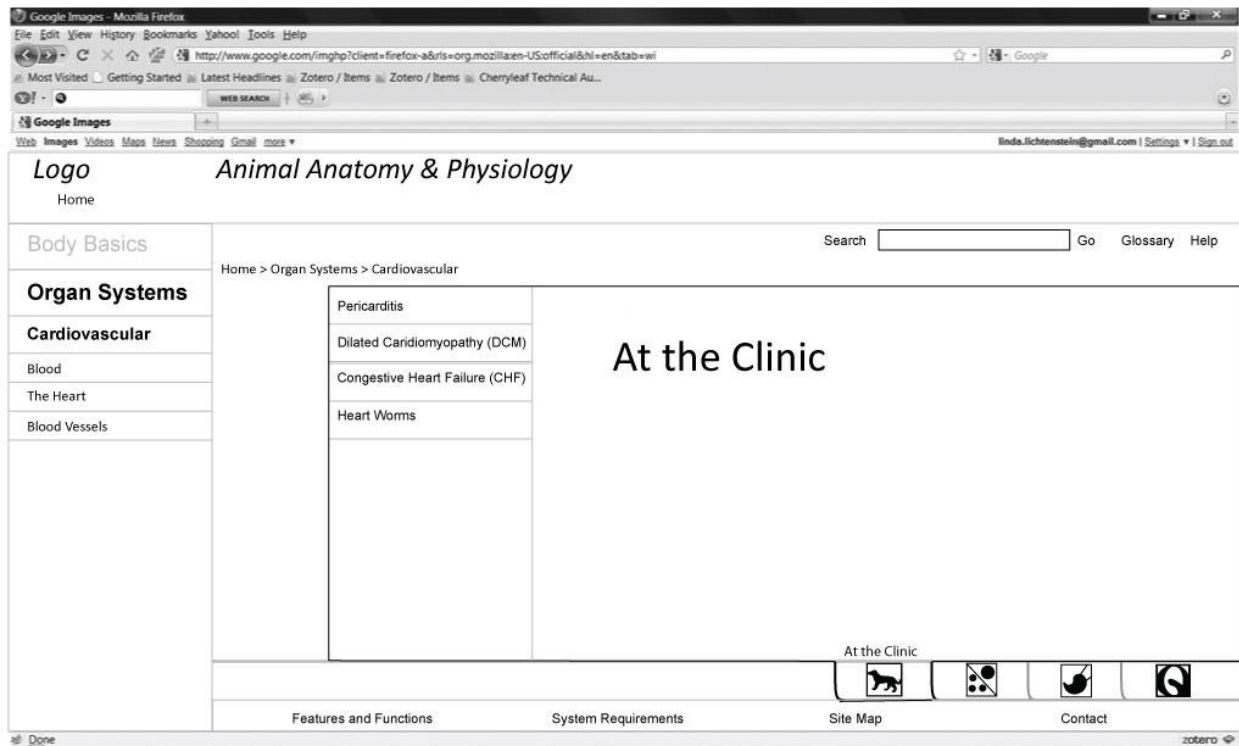 Google Images - Mozilla Firefox
File Edit View History Bookmarks Yahoo! Tools Help
http://www.google.com/imghp?client=firefox-a&rls=org.mozilla:en-US:official&hl=en&tab=wi
Google
Most Visited Getting Started Latest Headlines Zotero / Items Zotero / Items Cherryleaf Technical Au...
WEB SEARCH
Google Images
Web Images Videos Maps News Shopping Gmail more linda.lichtenstein@gmail.com | Settings | Sign out
Logo Animal Anatomy & Physiology
Home
Body Basics
Search Go Glossary Help
Home > Organ Systems > Cardiovascular
Organ Systems
Cardiovascular
Blood
The Heart
Blood Vessels
Pericarditis
Dilated Caridiomyopathy (DCM)
Congestive Heart Failure (CHF)
Heart Worms
At the Clinic
At the Clinic
Features and Functions System Requirements Site Map Contact
Done zotero